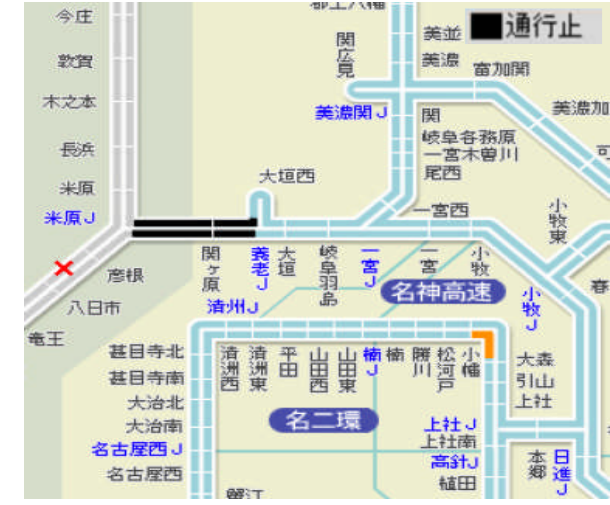 今庄
敦賀
木之本
長浜
米原
米原J
彦根
八日市
竜王
関広見
美並
美濃
富加関
美濃関J
関
岐阜各務原
一宮木曽川
尾西
美濃加
可
通行止
大垣西
一宮西
小牧東
関ヶ原
養老J
大垣
岐阜羽島
一宮J
一宮
小牧
小牧J
春
名神高速
清州J
甚目寺北
甚目寺南
大治北
大治南
名古屋西J
名古屋西
清洲西
清洲東
平田
山田西
山田東
楠J
楠
勝川
松河戸
小幡
名二環
大森
引山
上社
上社J
上社南
高針J
植田
本郷
日進J
蟹江